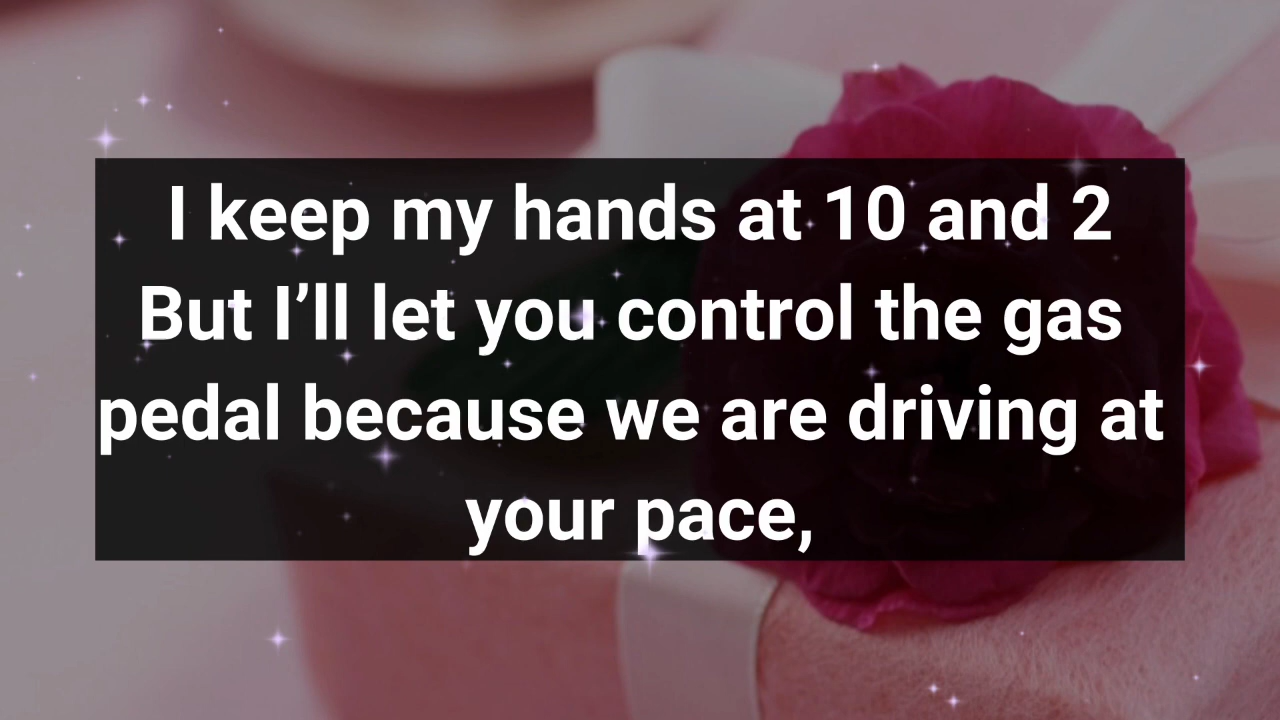 I keep my hands at 10 and 2
But I’ll let you control the gas
pedal because we are driving at
your pace,